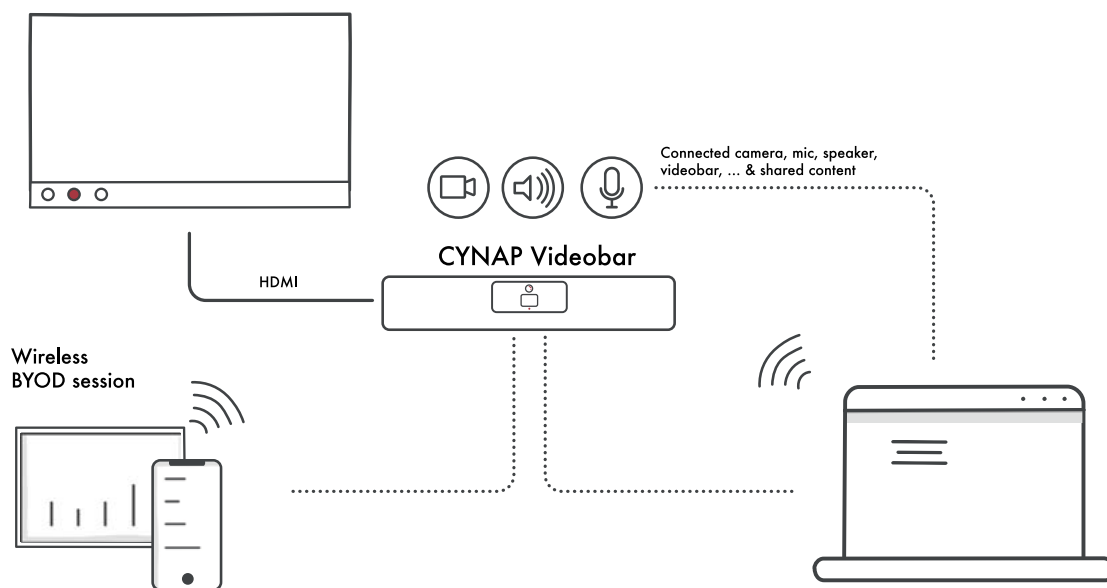 Connected camera, mic, speaker,
videobar, ... & shared content
CYNAP Videobar
HDMI
Wireless
BYOD session